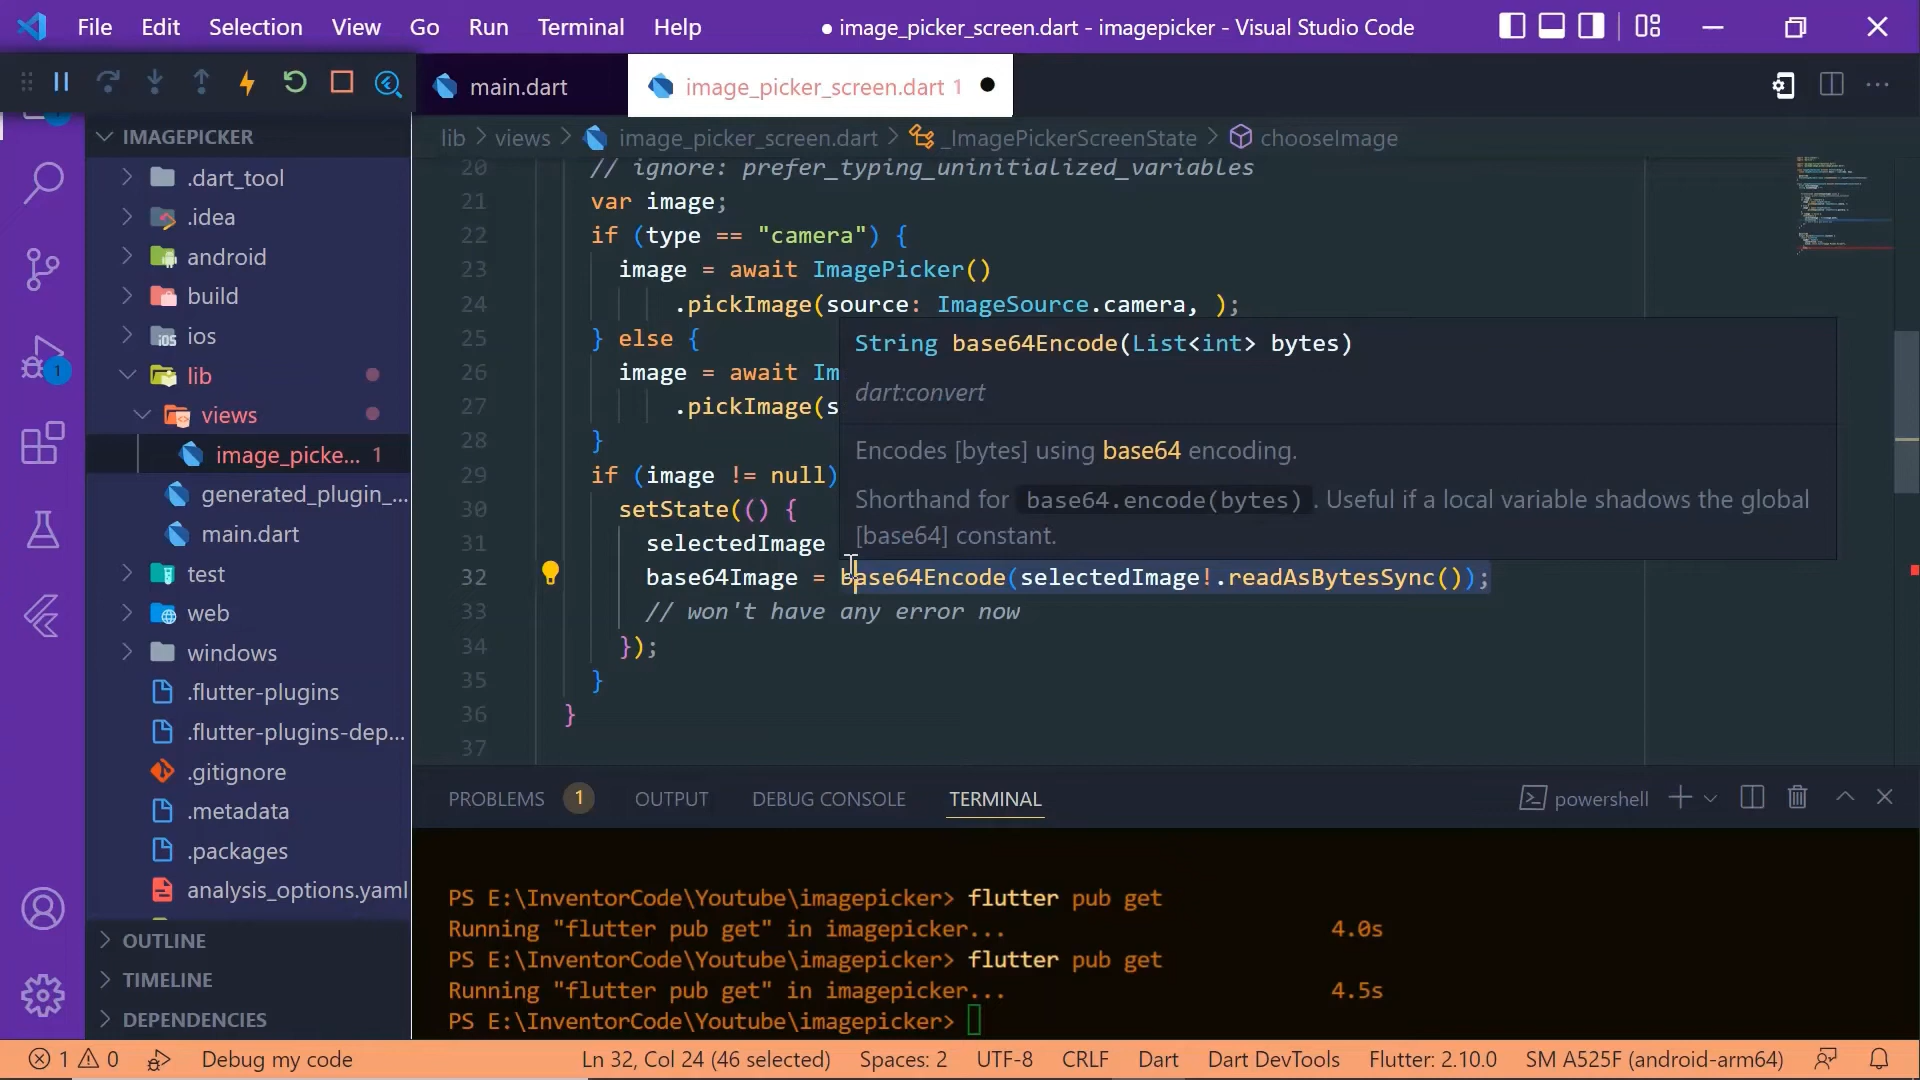 File Edit Selection View Go Run Terminal Help ● image_picker_screen.dart - imagepicker - Visual Studio Code
main.dart image_picker_screen.dart 1
lib > views > image_picker_screen.dart > _ImagePickerScreenState > chooseImage
IMAGEPICKER
.dart_tool
.idea
android
build
ios
lib
views
image_picke... 1
generated_plugin_...
main.dart
test
web
windows
.flutter-plugins
.flutter-plugins-dep...
.gitignore
.metadata
.packages
analysis_options.yaml
OUTLINE
TIMELINE
DEPENDENCIES
1
20 // ignore: prefer_typing_uninitialized_variables
21 var image;
22 if (type == "camera") {
23 image = await ImagePicker()
24 .pickImage(source: ImageSource.camera, );
25 } else {
26 image = await Im
27 .pickImage(s
28 }
29 if (image != null)
30 setState(() {
31 selectedImage
32 base64Image = base64Encode(selectedImage!.readAsBytesSync());
33 // won't have any error now
34 });
35 }
36 }
37
String base64Encode(List<int> bytes)
dart:convert
Encodes [bytes] using base64 encoding.
Shorthand for base64.encode(bytes). Useful if a local variable shadows the global
[base64] constant.
PROBLEMS 1 OUTPUT DEBUG CONSOLE TERMINAL powershell
PS E:\InventorCode\Youtube\imagepicker> flutter pub get
Running "flutter pub get" in imagepicker... 4.0s
PS E:\InventorCode\Youtube\imagepicker> flutter pub get
Running "flutter pub get" in imagepicker... 4.5s
PS E:\InventorCode\Youtube\imagepicker>
1 0 Debug my code Ln 32, Col 24 (46 selected) Spaces: 2 UTF-8 CRLF Dart Dart DevTools Flutter: 2.10.0 SM A525F (android-arm64)